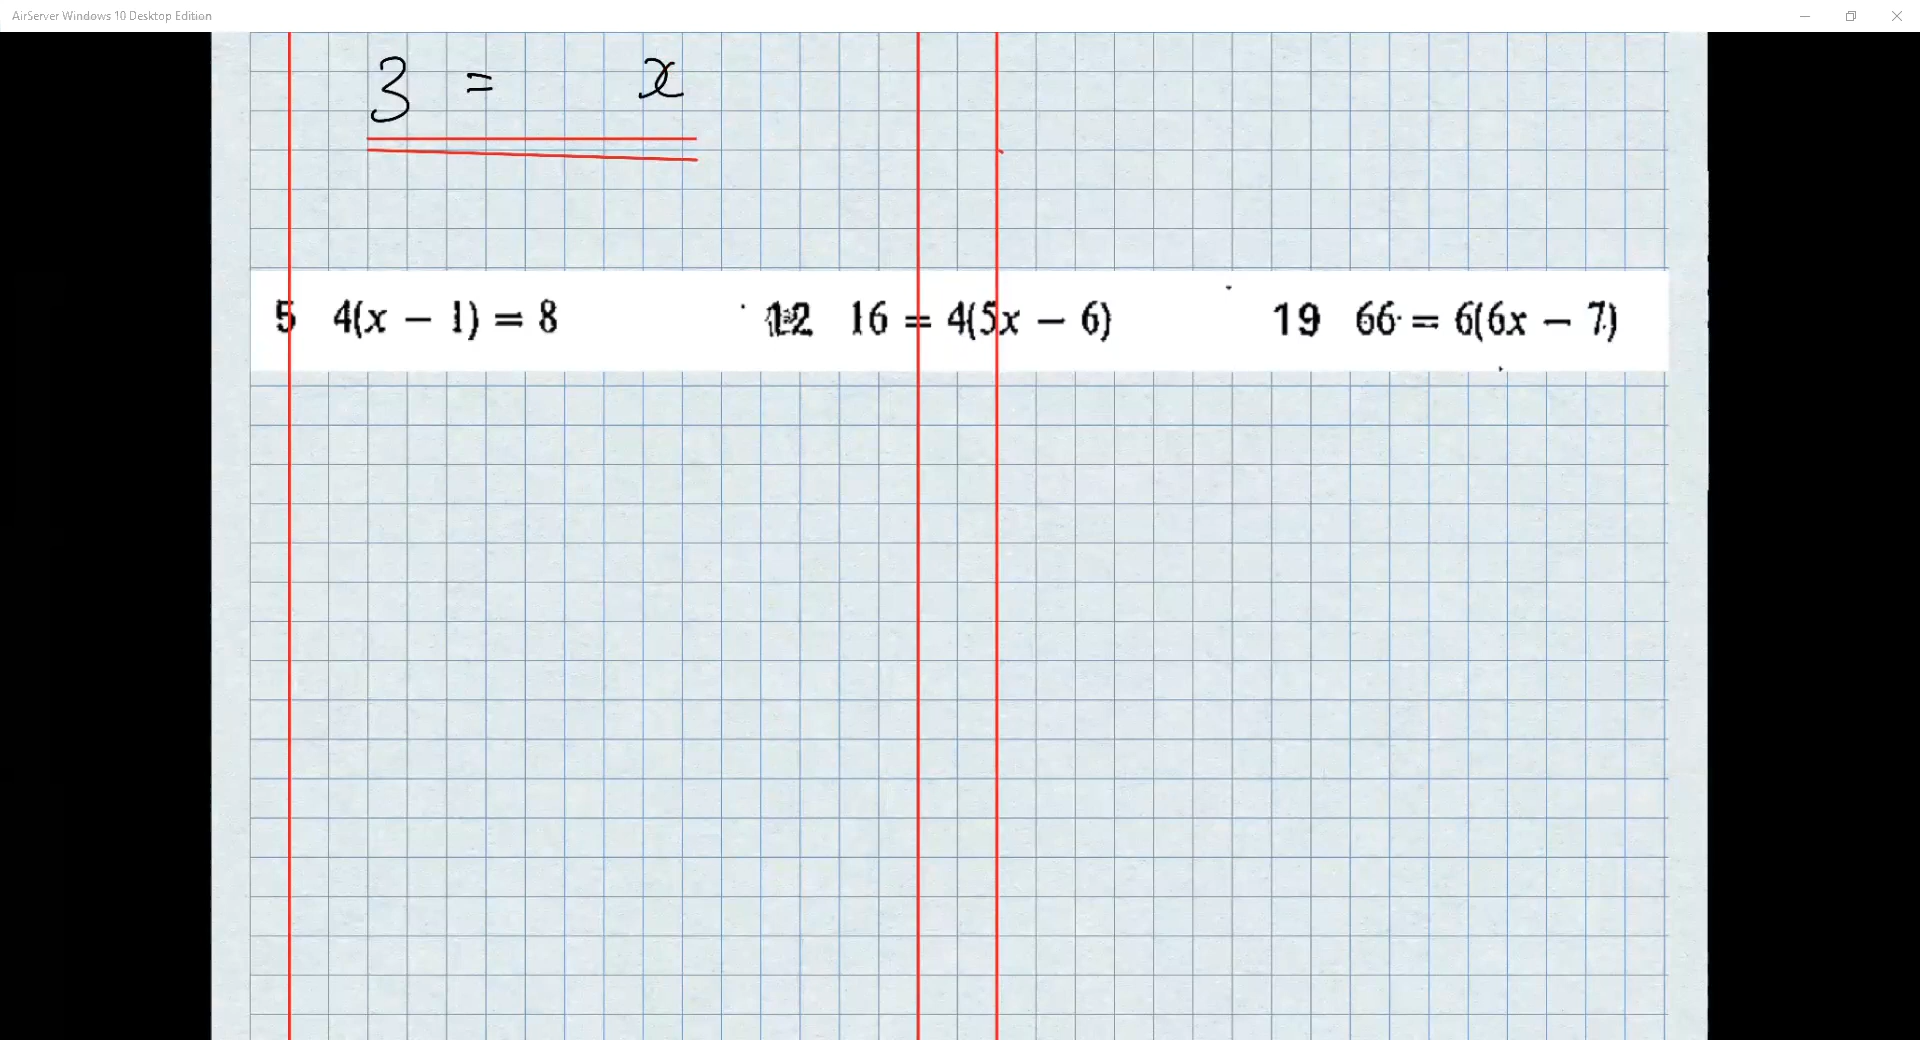 AirServer Windows 10 Desktop Edition
3 = x
5 4(x − 1) = 8 12 16 = 4(5x − 6) 19 66 = 6(6x − 7)